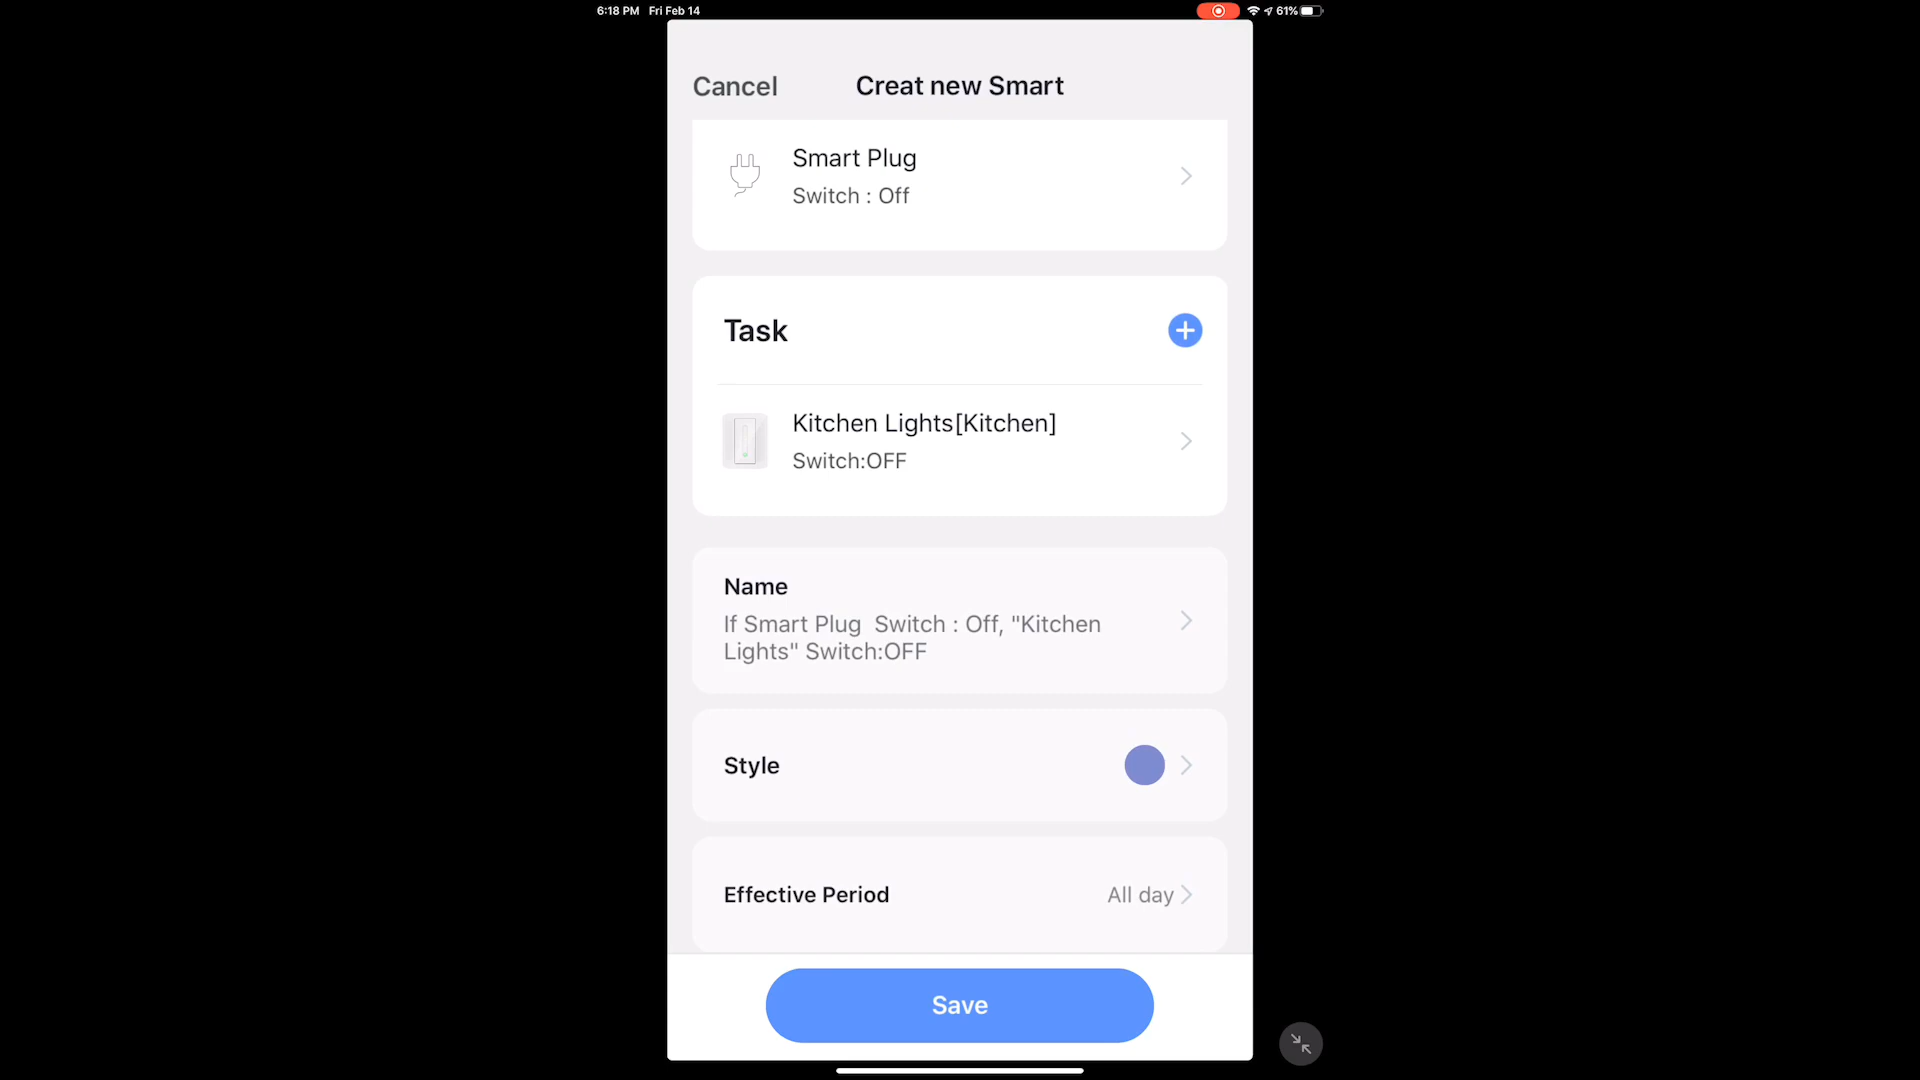 6:18 PM Fri Feb 14
61%
Cancel
Creat new Smart
Smart Plug
Switch : Off
Task
Kitchen Lights[Kitchen]
Switch:OFF
Name
If Smart Plug  Switch : Off, "Kitchen
Lights" Switch:OFF
Style
Effective Period
All day
Save